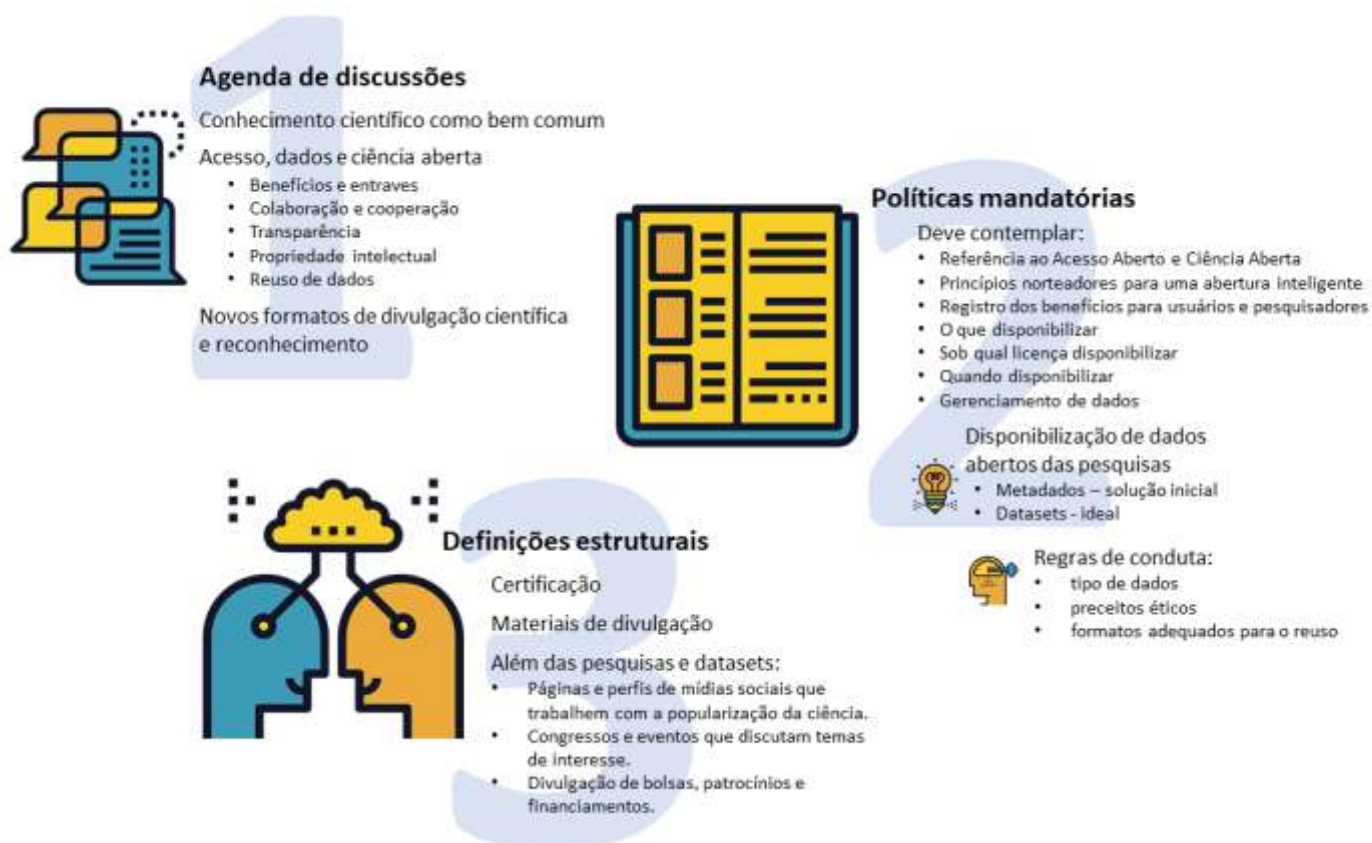 1
Agenda de discussões
Conhecimento científico como bem comum
Acesso, dados e ciência aberta
• Benefícios e entraves
• Colaboração e cooperação
• Transparência
• Propriedade intelectual
• Reuso de dados
Novos formatos de divulgação científica
e reconhecimento
2
Políticas mandatórias
Deve contemplar:
• Referência ao Acesso Aberto e Ciência Aberta
• Princípios norteadores para uma abertura inteligente
• Registro dos benefícios para usuários e pesquisadores
• O que disponibilizar
• Sob qual licença disponibilizar
• Quando disponibilizar
• Gerenciamento de dados
Disponibilização de dados
abertos das pesquisas
• Metadados – solução inicial
• Datasets - ideal
Regras de conduta:
• tipo de dados
• preceitos éticos
• formatos adequados para o reuso
3
Definições estruturais
Certificação
Materiais de divulgação
Além das pesquisas e datasets:
• Páginas e perfis de mídias sociais que
trabalhem com a popularização da ciência.
• Congressos e eventos que discutam temas
de interesse.
• Divulgação de bolsas, patrocínios e
financiamentos.